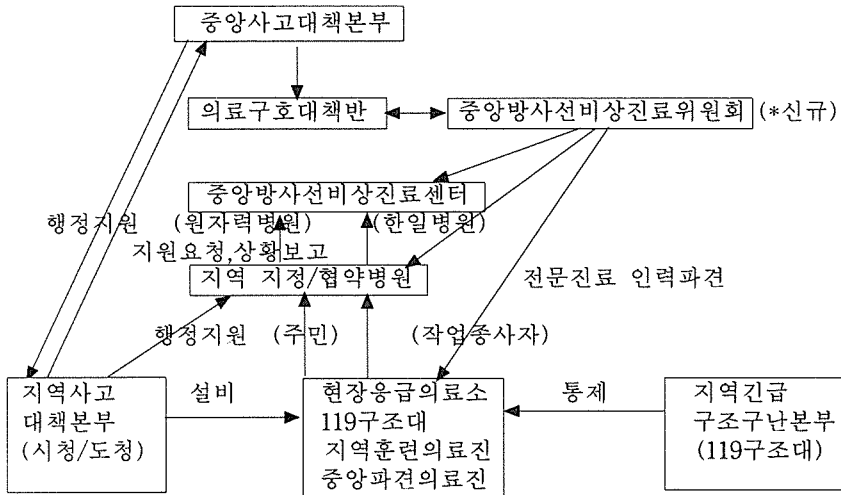 중앙사고대책본부
의료구호대책반
중앙방사선비상진료위원회 (*신규)
중앙방사선비상진료센터
행정지원 (원자력병원) (한일병원)
지원요청,상황보고
지역 지정/협약병원
전문진료 인력파견
행정지원 (주민) (작업종사자)
지역사고
대책본부
(시청/도청)
설비
현장응급의료소
119구조대
지역훈련의료진
중앙파견의료진
통제
지역긴급
구조구난본부
(119구조대)